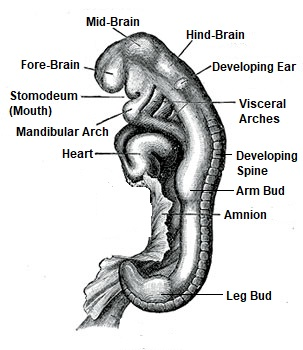 Mid-Brain
Hind-Brain
Fore-Brain
Developing Ear
Stomodeum
(Mouth)
Visceral
Arches
Mandibular Arch
Heart
Developing
Spine
Arm Bud
Amnion
Leg Bud